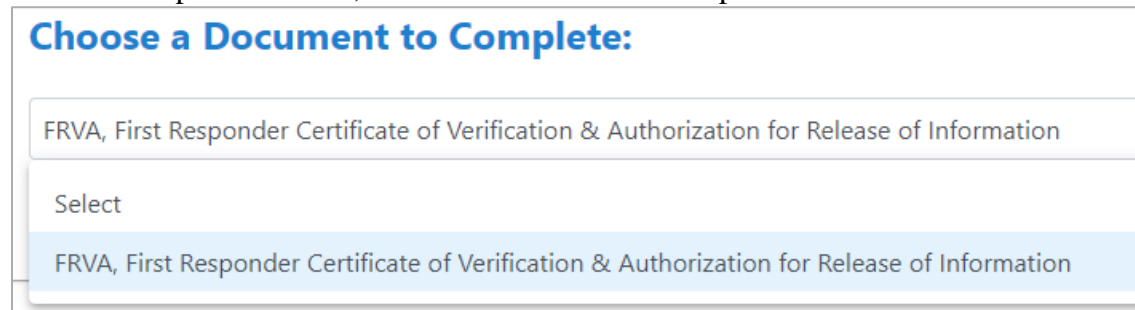 Choose a Document to Complete:
FRVA, First Responder Certificate of Verification & Authorization for Release of Information
Select
FRVA, First Responder Certificate of Verification & Authorization for Release of Information